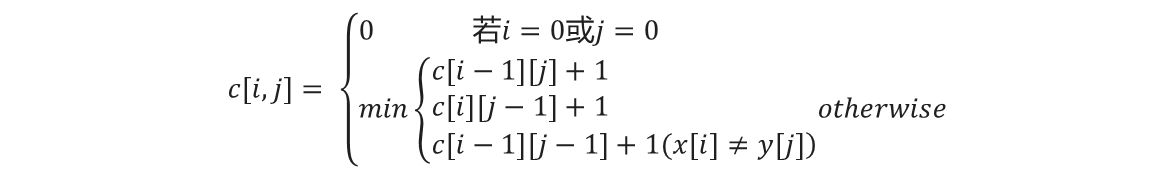 0 若i = 0或j = 0
c[i, j] =
c[i − 1][j] + 1
min c[i][j − 1] + 1 otherwise
c[i − 1][j − 1] + 1(x[i] ≠ y[j])